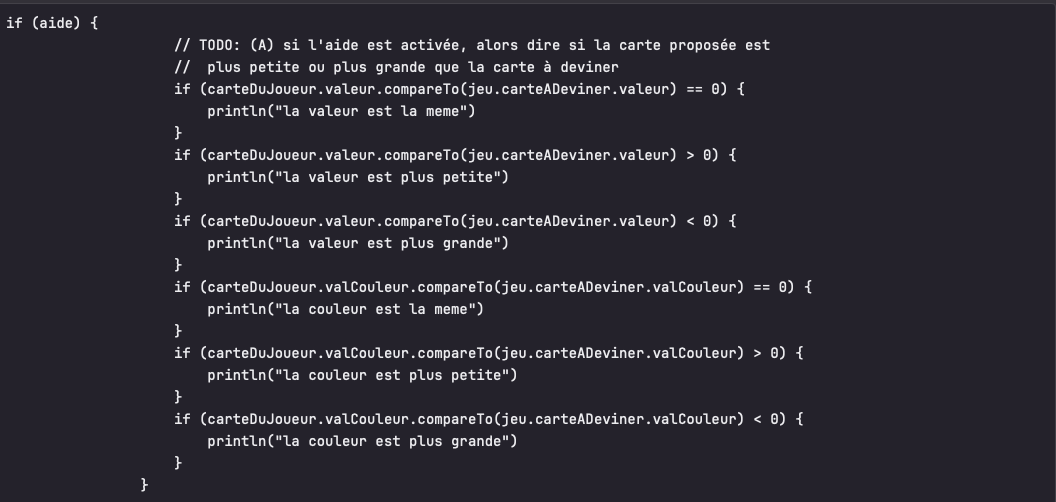 if (aide) {
// TODO: (A) si l'aide est activée, alors dire si la carte proposée est
//  plus petite ou plus grande que la carte à deviner
if (carteDuJoueur.valeur.compareTo(jeu.carteADeviner.valeur) == 0) {
println("la valeur est la meme")
}
if (carteDuJoueur.valeur.compareTo(jeu.carteADeviner.valeur) > 0) {
println("la valeur est plus petite")
}
if (carteDuJoueur.valeur.compareTo(jeu.carteADeviner.valeur) < 0) {
println("la valeur est plus grande")
}
if (carteDuJoueur.valCouleur.compareTo(jeu.carteADeviner.valCouleur) == 0) {
println("la couleur est la meme")
}
if (carteDuJoueur.valCouleur.compareTo(jeu.carteADeviner.valCouleur) > 0) {
println("la couleur est plus petite")
}
if (carteDuJoueur.valCouleur.compareTo(jeu.carteADeviner.valCouleur) < 0) {
println("la couleur est plus grande")
}
}